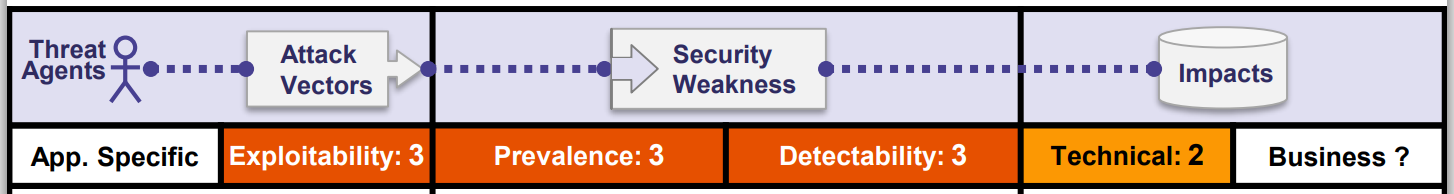 Threat
Agents
Attack
Vectors
Security
Weakness
Impacts
App. Specific
Exploitability: 3
Prevalence: 3
Detectability: 3
Technical: 2
Business ?